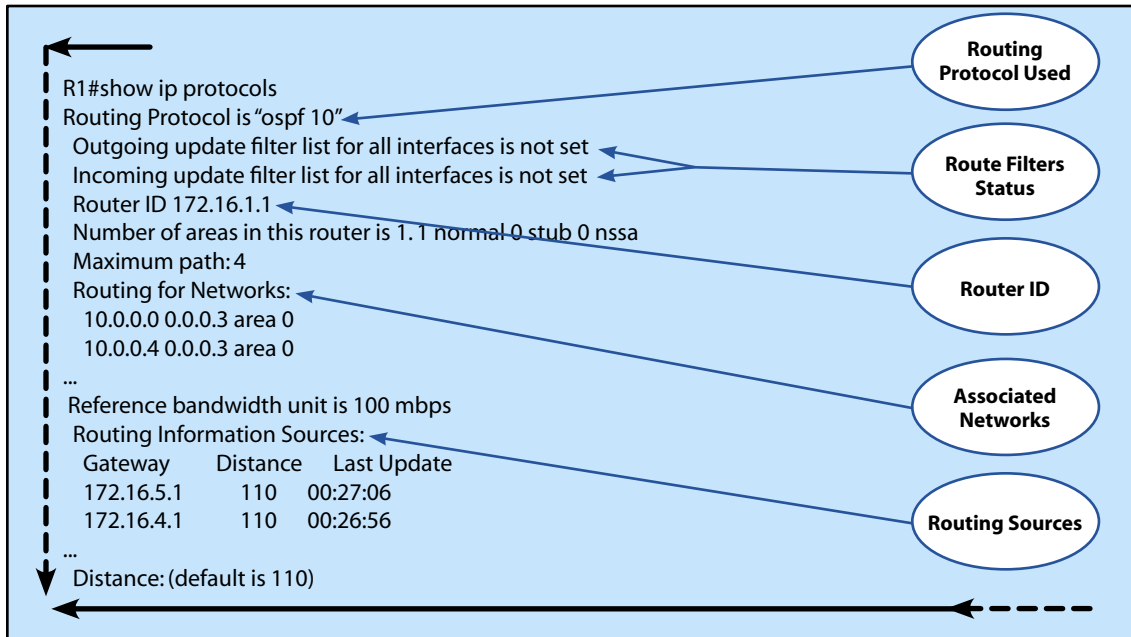 R1#show ip protocols
Routing Protocol is “ospf 10”
Outgoing update filter list for all interfaces is not set
Incoming update filter list for all interfaces is not set
Router ID 172.16.1.1
Number of areas in this router is 1. 1 normal 0 stub 0 nssa
Maximum path: 4
Routing for Networks:
10.0.0.0 0.0.0.3 area 0
10.0.0.4 0.0.0.3 area 0
...
Reference bandwidth unit is 100 mbps
Routing Information Sources:
Gateway Distance Last Update
172.16.5.1 110 00:27:06
172.16.4.1 110 00:26:56
...
Distance: (default is 110)
Routing
Protocol Used
Route Filters
Status
Router ID
Associated
Networks
Routing Sources